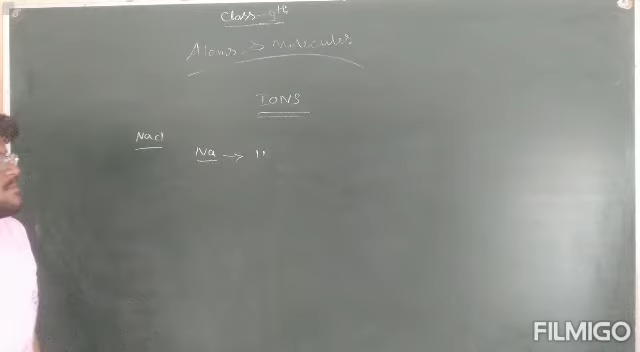 Class-9th
Atoms & Molecules
IONS
Nacl
Na → 11
FILMIGO